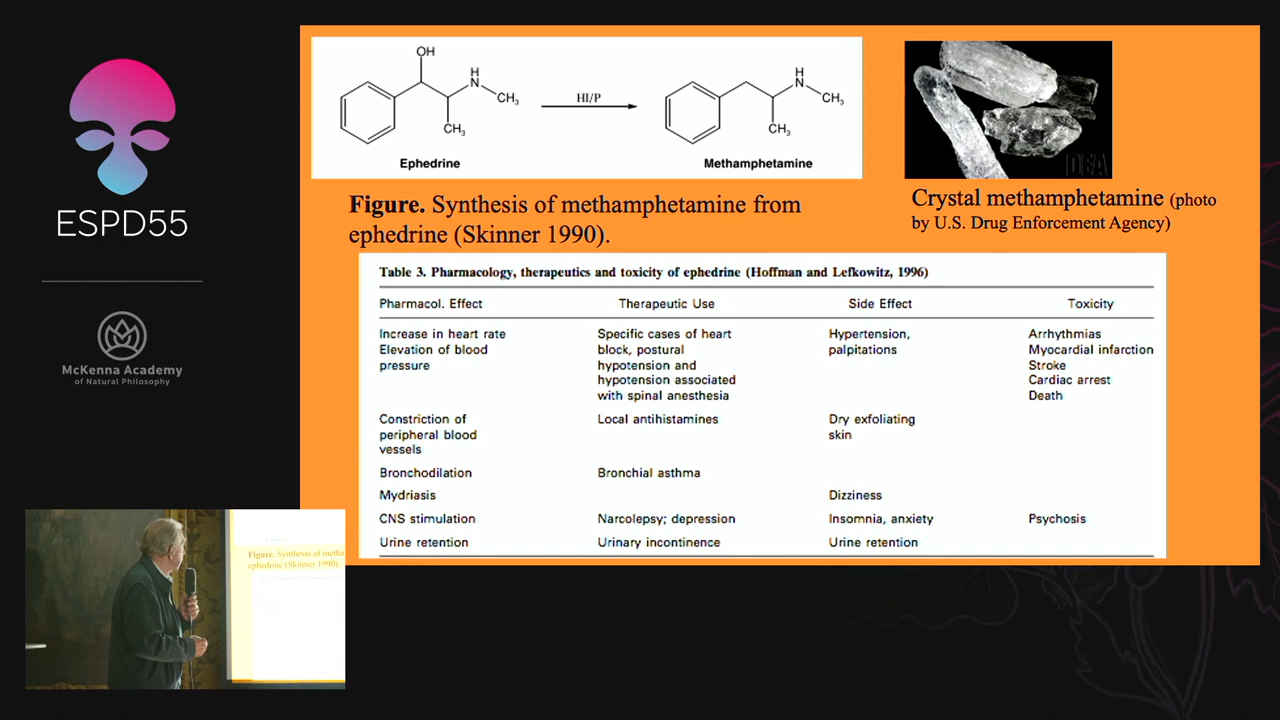 ESPD55
McKenna Academy
of Natural Philosophy
OH
H
N
CH3
CH3
Ephedrine
HI/P
H
N
CH3
CH3
Methamphetamine
DEA
Figure. Synthesis of methamphetamine from
ephedrine (Skinner 1990).
Crystal methamphetamine (photo
by U.S. Drug Enforcement Agency)
Table 3. Pharmacology, therapeutics and toxicity of ephedrine (Hoffman and Lefkowitz, 1996)
Pharmacol. Effect Therapeutic Use Side Effect Toxicity
Increase in heart rate Specific cases of heart Hypertension, Arrhythmias
Elevation of blood block, postural palpitations Myocardial infarction
pressure hypotension and Stroke
hypotension associated Cardiac arrest
with spinal anesthesia Death
Constriction of Local antihistamines Dry exfoliating
peripheral blood skin
vessels
Bronchodilation Bronchial asthma
Mydriasis Dizziness
CNS stimulation Narcolepsy; depression Insomnia, anxiety Psychosis
Urine retention Urinary incontinence Urine retention
Figure. Synthesis of metha
ephedrine (Skinner 1990).